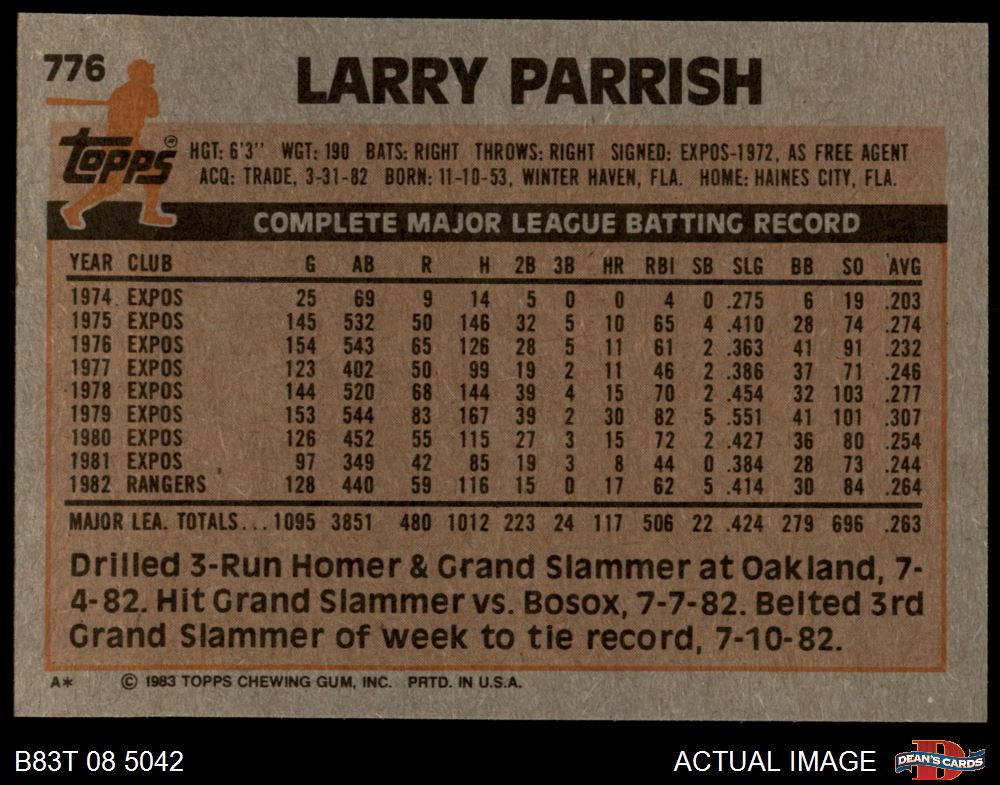 776
LARRY PARRISH
Topps®
HGT: 6'3" WGT: 190 BATS: RIGHT THROWS: RIGHT SIGNED: EXPOS-1972, AS FREE AGENT
ACQ: TRADE, 3-31-82 BORN: 11-10-53, WINTER HAVEN, FLA. HOME: HAINES CITY, FLA.
COMPLETE MAJOR LEAGUE BATTING RECORD
YEAR CLUB G AB R H 2B 3B HR RBI SB SLG BB SO AVG
1974 EXPOS 25 69 9 14 5 0 0 4 0 .275 6 19 .203
1975 EXPOS 145 532 50 146 32 5 10 65 4 .410 28 74 .274
1976 EXPOS 154 543 65 126 28 5 11 61 2 .363 41 91 .232
1977 EXPOS 123 402 50 99 19 2 11 46 2 .386 37 71 .246
1978 EXPOS 144 520 68 144 39 4 15 70 2 .454 32 103 .277
1979 EXPOS 153 544 83 167 39 2 30 82 5 .551 41 101 .307
1980 EXPOS 126 452 55 115 27 3 15 72 2 .427 36 80 .254
1981 EXPOS 97 349 42 85 19 3 8 44 0 .384 28 73 .244
1982 RANGERS 128 440 59 116 15 0 17 62 5 .414 30 84 .264
MAJOR LEA. TOTALS... 1095 3851 480 1012 223 24 117 506 22 .424 279 696 .263
Drilled 3-Run Homer & Grand Slammer at Oakland, 7-
4-82. Hit Grand Slammer vs. Bosox, 7-7-82. Belted 3rd
Grand Slammer of week to tie record, 7-10-82.
A* © 1983 TOPPS CHEWING GUM, INC. PRTD. IN U.S.A.
B83T 08 5042
ACTUAL IMAGE
D
DEAN'S CARDS